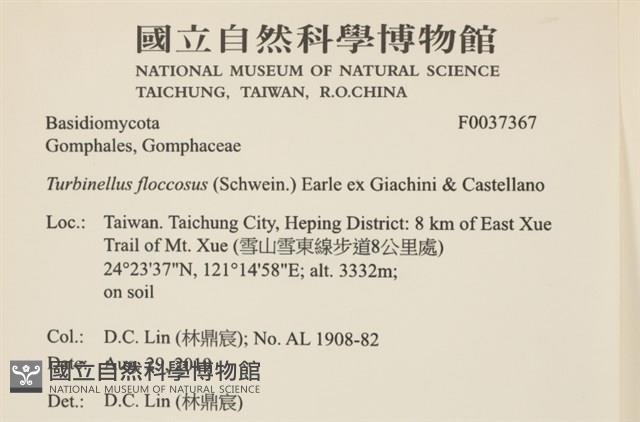 國立自然科學博物館
NATIONAL MUSEUM OF NATURAL SCIENCE
TAICHUNG, TAIWAN, R.O.CHINA
Basidiomycota F0037367
Gomphales, Gomphaceae
Turbinellus floccosus (Schwein.) Earle ex Giachini & Castellano
Loc.: Taiwan. Taichung City, Heping District: 8 km of East Xue
Trail of Mt. Xue (雪山雪東線步道8公里處)
24°23'37"N, 121°14'58"E; alt. 3332m;
on soil
Col.: D.C. Lin (林鼎宸); No. AL 1908-82
Date: Aug. 29, 2019
國立自然科學博物館
NATIONAL MUSEUM OF NATURAL SCIENCE
Det.: D.C. Lin (林鼎宸)